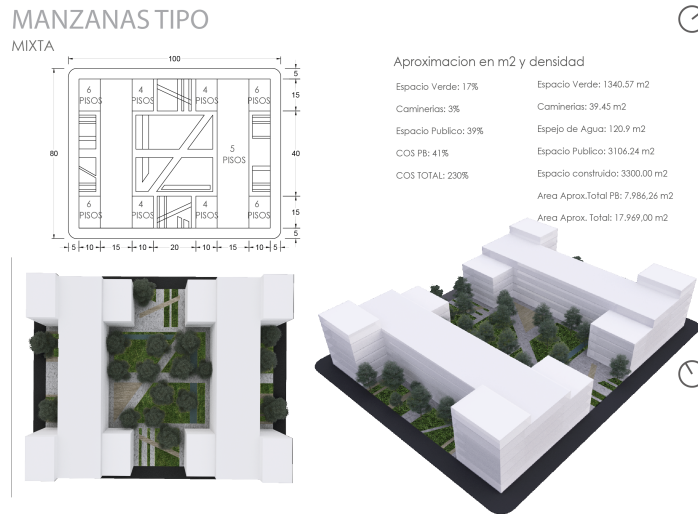 MANZANAS TIPO
MIXTA
100
5
6
PISOS
4
PISOS
4
PISOS
6
PISOS
15
80
5
PISOS
40
6
PISOS
4
PISOS
4
PISOS
6
PISOS
15
5
5 10 15 10 20 10 15 10 5
Aproximacion en m2 y densidad
Espacio Verde: 17%
Caminerias: 3%
Espacio Publico: 39%
COS PB: 41%
COS TOTAL: 230%
Espacio Verde: 1340.57 m2
Caminerias: 39.45 m2
Espejo de Agua: 120.9 m2
Espacio Publico: 3106.24 m2
Espacio construido: 3300.00 m2
Area Aprox.Total PB: 7.986,26 m2
Area Aprox. Total: 17.969,00 m2